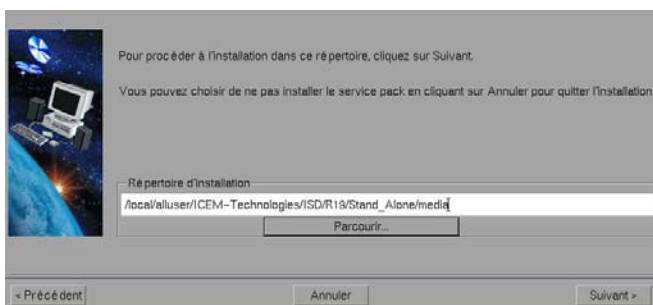 Pour procéder à l'installation dans ce répertoire, cliquez sur Suivant.
Vous pouvez choisir de ne pas installer le service pack en cliquant sur Annuler pour quitter l'installation
Répertoire d'installation
/local/alluser/ICEM-Technologies/ISD/R19/Stand_Alone/media
Parcourir...
< Précédent
Annuler
Suivant >